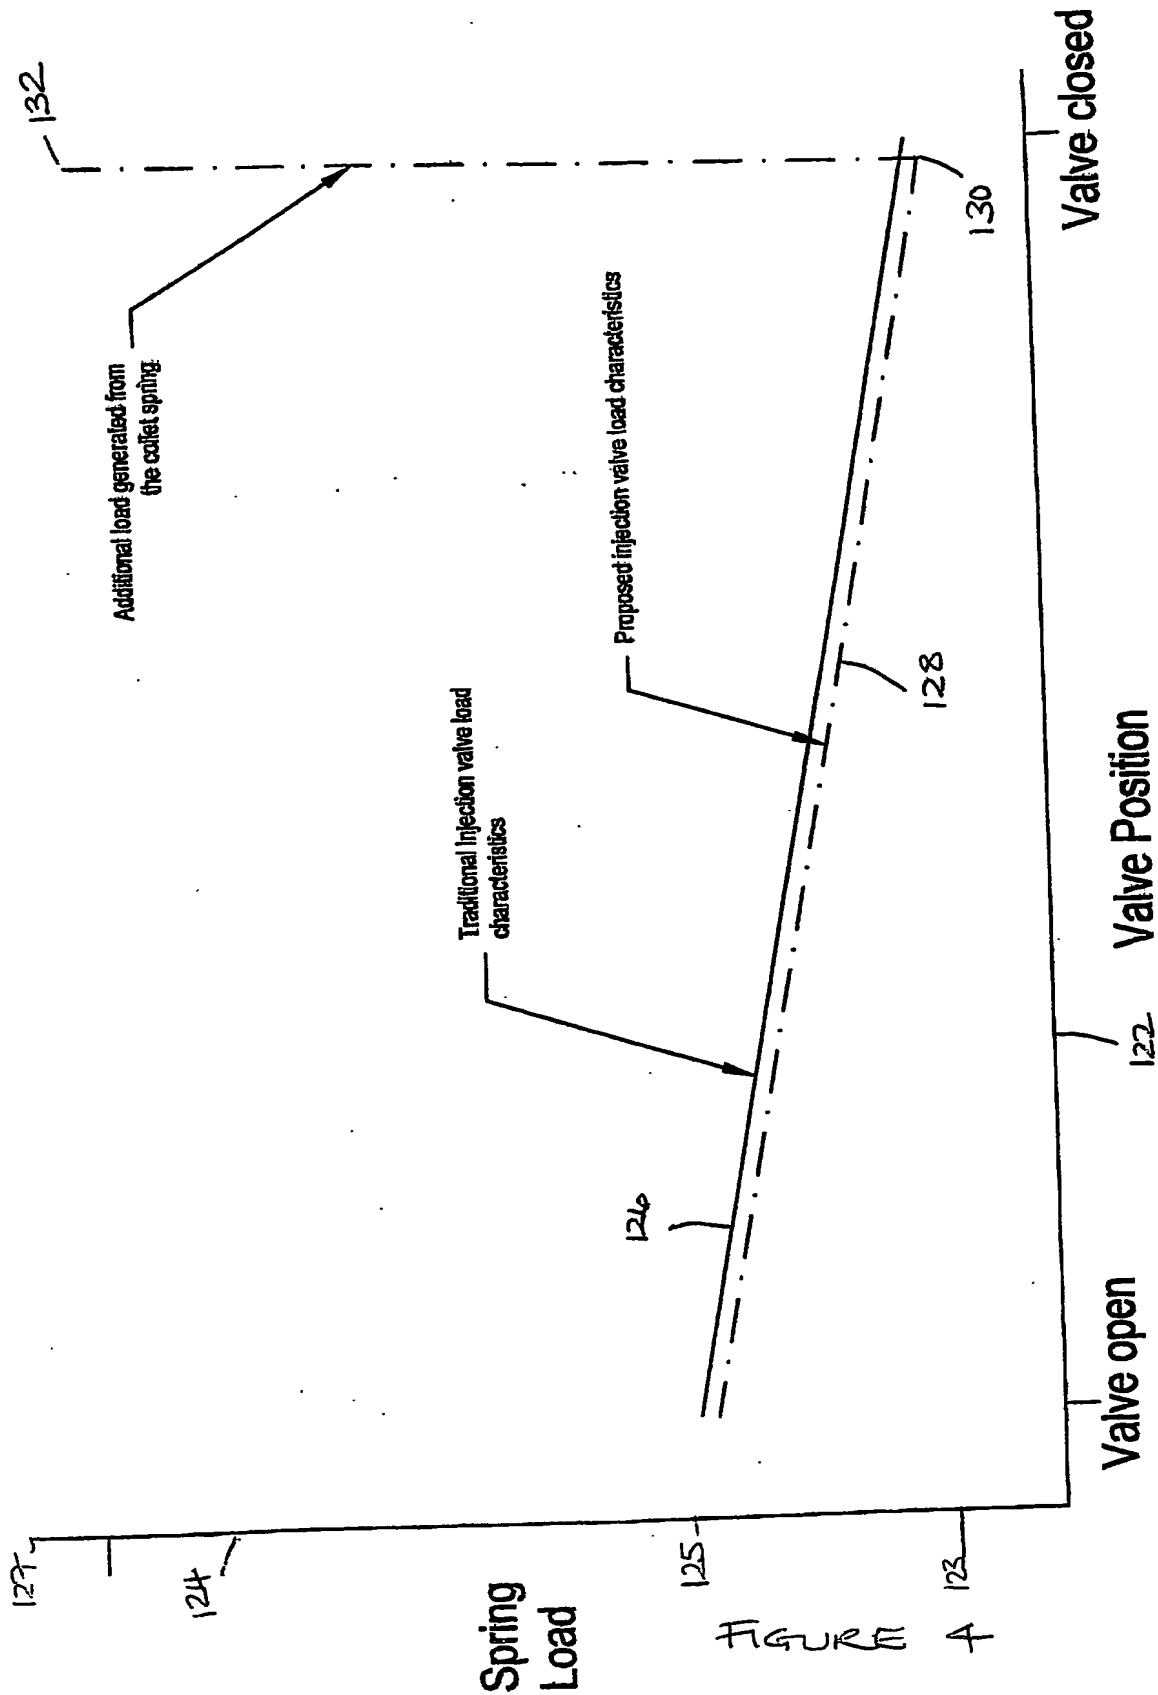 132
Additional load generated from
the collet spring
Traditional Injection valve load
characteristics
Proposed injection valve load characteristics
126
128
130
127
124
125
123
Spring
Load
Valve open
122
Valve Position
Valve closed
FIGURE 4